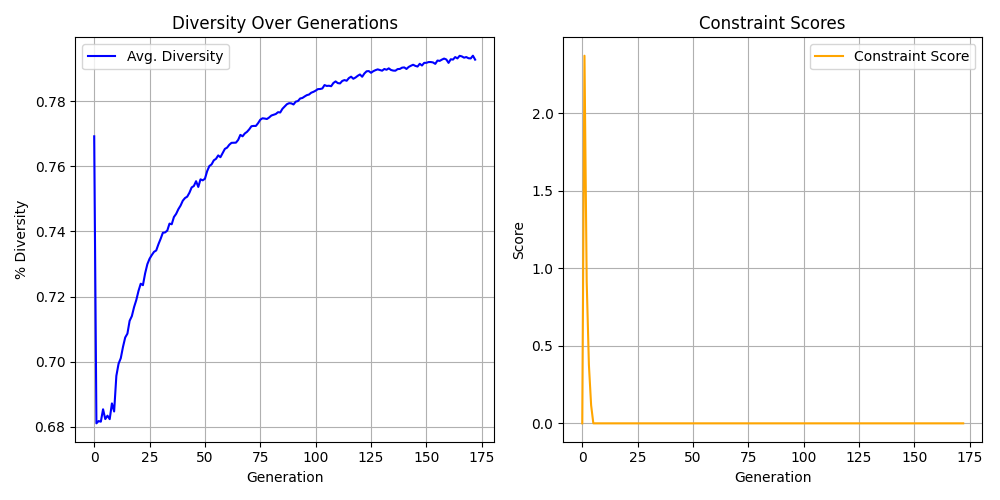 Diversity Over Generations
Avg. Diversity
% Diversity
0.78
0.76
0.74
0.72
0.70
0.68
0 25 50 75 100 125 150 175
Generation
Constraint Scores
Constraint Score
Score
2.0
1.5
1.0
0.5
0.0
0 25 50 75 100 125 150 175
Generation